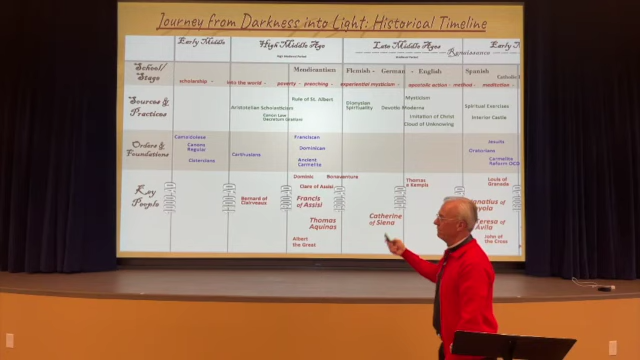 Journey from Darkness into Light: Historical Timeline
Early Middle
High Middle Age
Late Middle Ages
Renaissance
Early M
School/
Stage
Mendicantism
Flemish - German - English
Spanish
Catholic
scholarship - into the world - poverty - preaching - experiential mysticism - apostolic action - method - meditation -
Sources &
Practices
Aristotelian Scholasticism
Canon Law
Rule of St. Albert
Dionysian
Spirituality
Devotio Moderna
Mysticism
Imitation of Christ
Cloud of Unknowing
Spiritual Exercises
Interior Castle
Orders &
Foundations
Camaldolese
Canons
Regular
Cistercians
Carthusians
Franciscan
Dominican
Ancient
Carmelite
Jesuits
Oratorians
Carmelite
Reform OCD
Key
People
Bernard of
Clairveaux
Dominic
Bonaventure
Clare of Assisi
Francis
of Assisi
Thomas
Aquinas
Albert
the Great
Catherine
of Siena
Thomas
a Kempis
Louis of
Granada
Ignatius of
Loyola
Teresa of
Avila
John of
the Cross